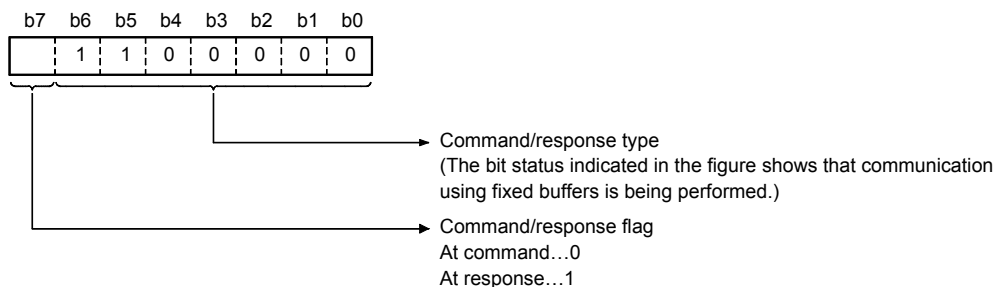 b7 b6 b5 b4 b3 b2 b1 b0
1 1 0 0 0 0 0
Command/response type
(The bit status indicated in the figure shows that communication
using fixed buffers is being performed.)
Command/response flag
At command…0
At response…1